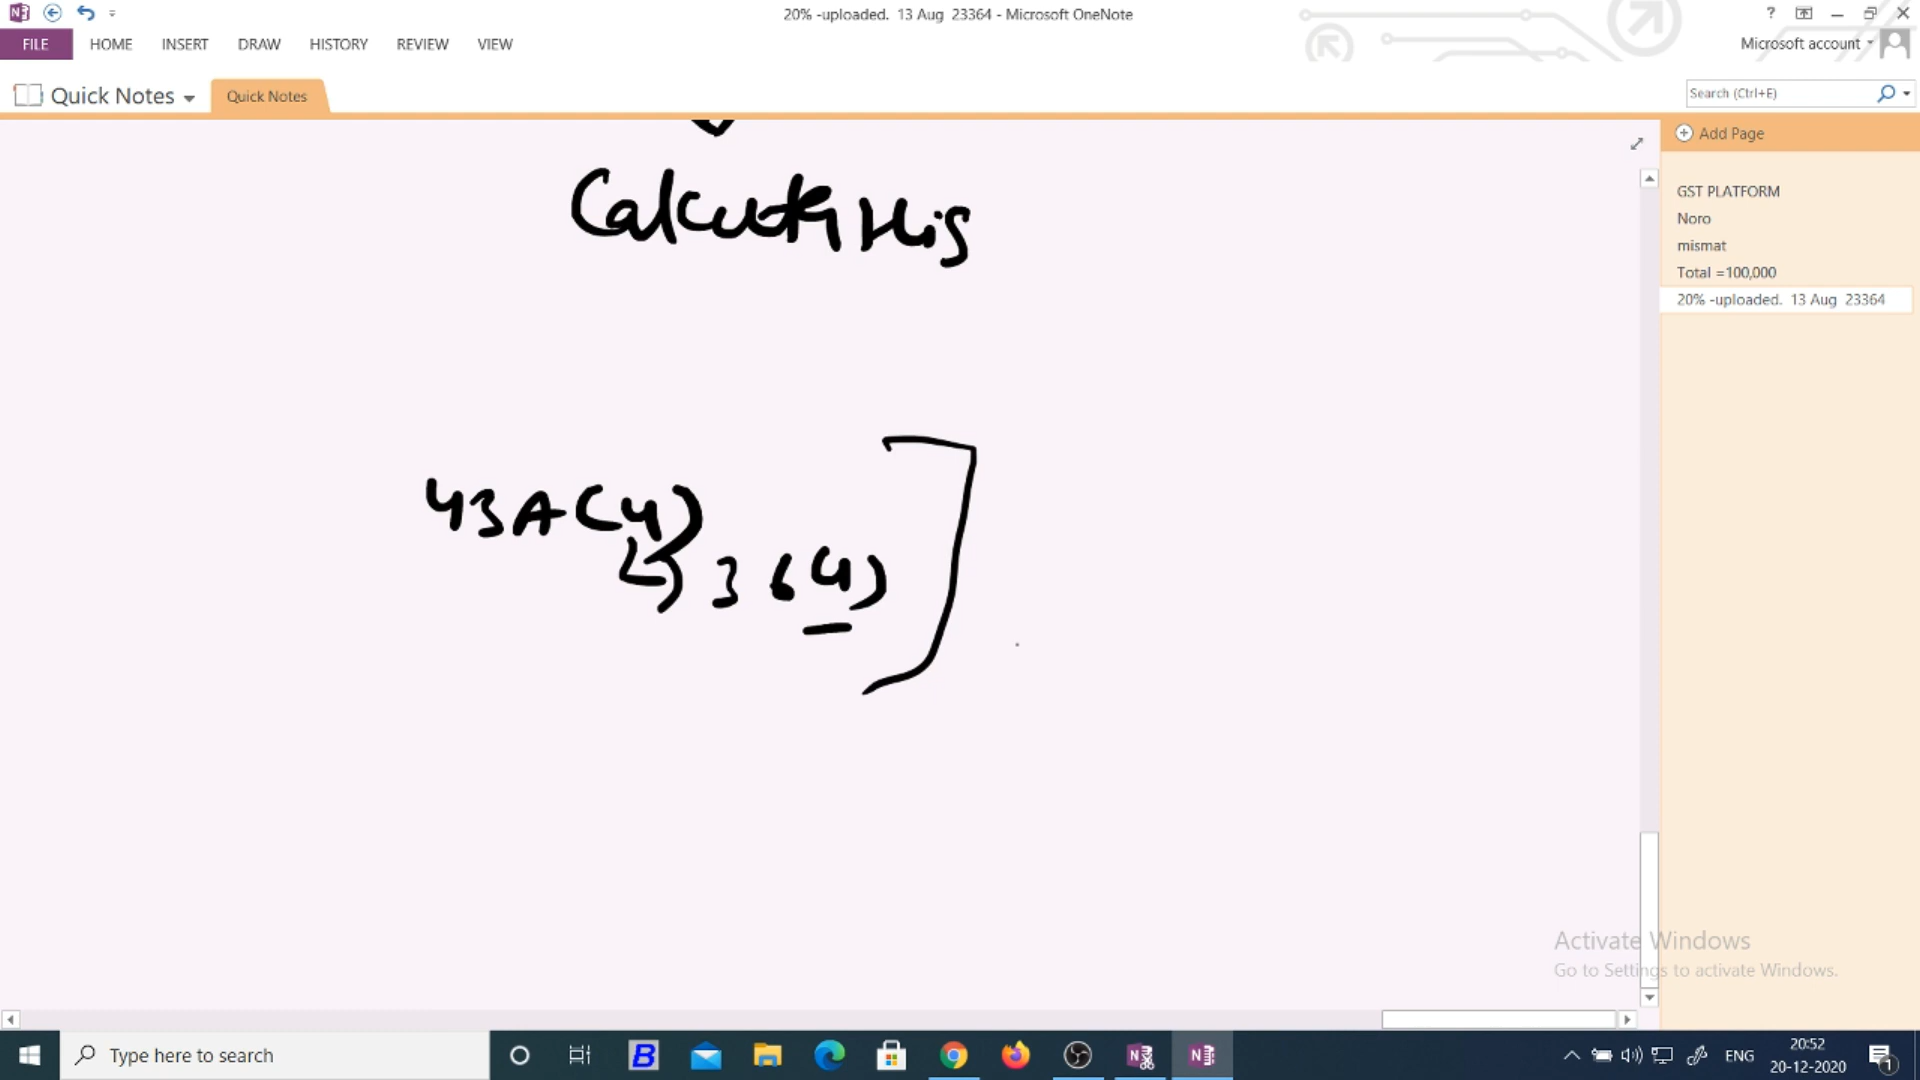 20% -uploaded. 13 Aug 23364 - Microsoft OneNote
FILE HOME INSERT DRAW HISTORY REVIEW VIEW
Microsoft account
Quick Notes
Quick Notes
Search (Ctrl+E)
Add Page
GST PLATFORM
Noro
mismat
Total =100,000
20% -uploaded. 13 Aug 23364
43A(4)
36(4)
Activate Windows
Go to Settings to activate Windows.
Type here to search
ENG
20:52
20-12-2020
1